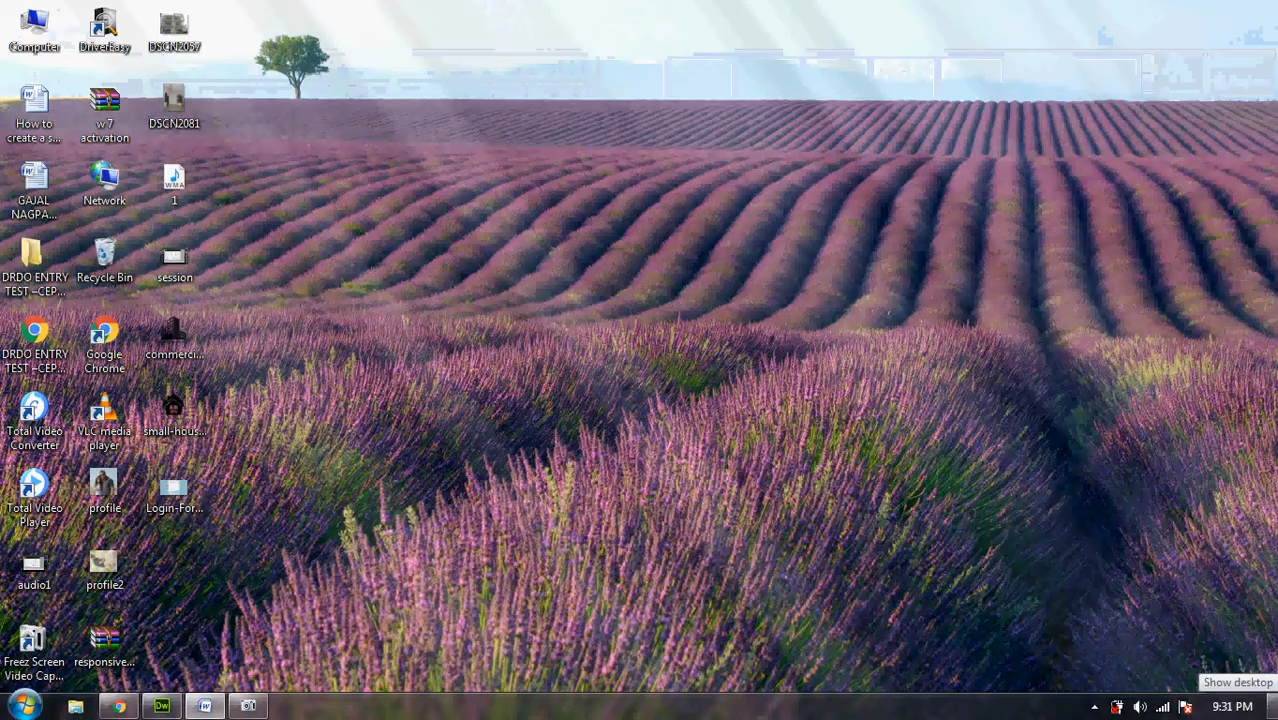 Computer
DriverEasy
DSCN2057
How to
create a s...
w 7
activation
DSCN2081
GAJAL
NAGPA...
Network
WMA
1
DRDO ENTRY
TEST –CEP...
Recycle Bin
session
DRDO ENTRY
TEST –CEP...
Google
Chrome
commerci...
Total Video
Converter
VLC media
player
small-hous...
Total Video
Player
profile
Login-For...
audio1
profile2
Freez Screen
Video Cap...
responsive...
Show desktop
Dw
W
9:31 PM